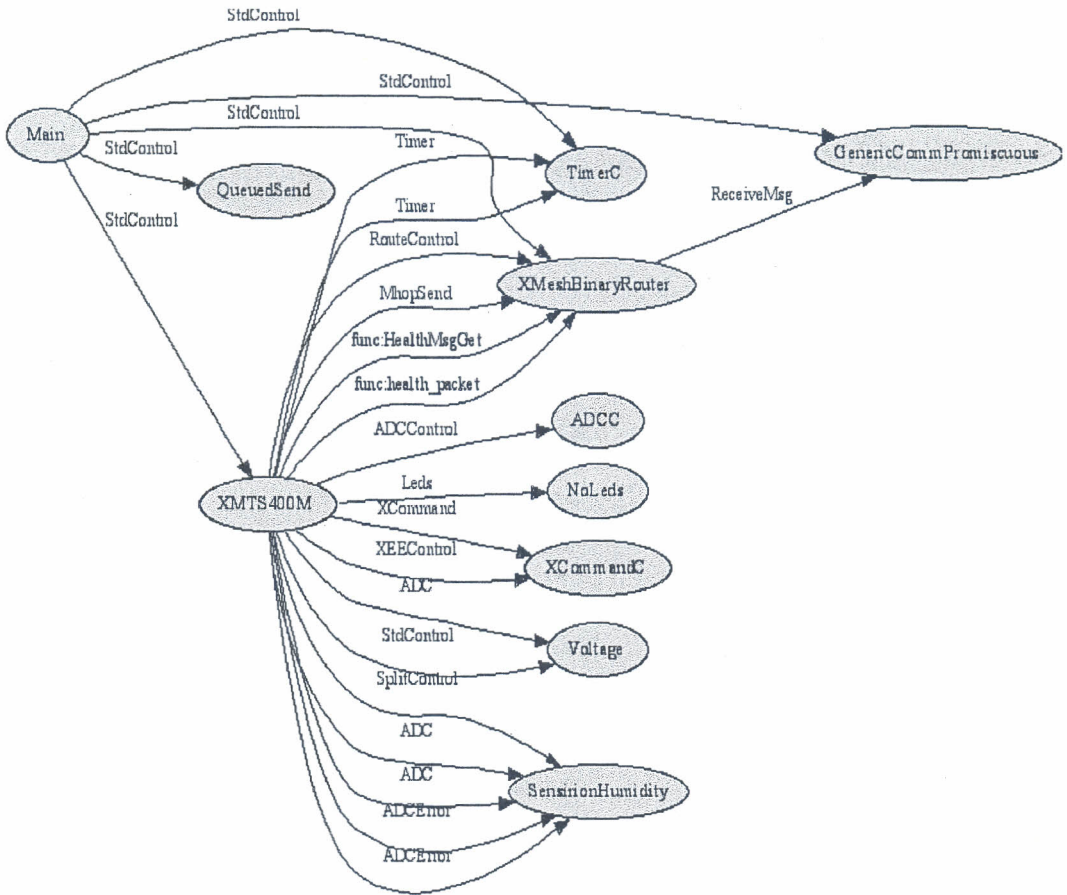 StdControl
StdControl
StdControl
Main
Timer
StdControl
GenericCommPromiscuous
TimerC
QueuedSend
ReceiveMsg
Timer
StdControl
RouteControl
XMeshBinaryRouter
MhopSend
func:HealthMsgGet
func:health_packet
ADCC
ADCControl
Leds
NoLeds
XMTS400M
XCommand
XEEControl
XCommandC
ADC
StdControl
Voltage
SplitControl
ADC
ADC
SensirionHumidity
ADCError
ADCError